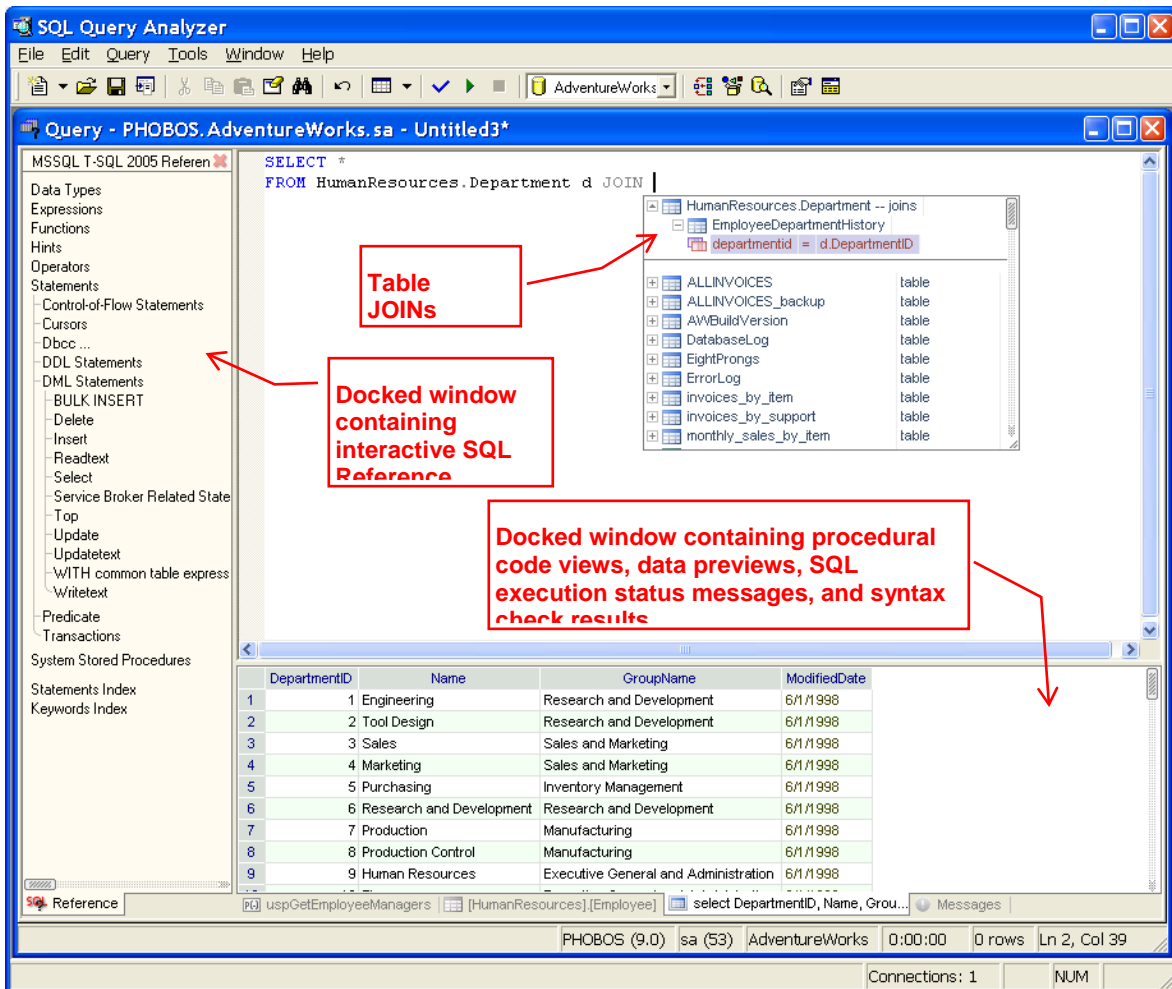 SQL Query Analyzer
File Edit Query Tools Window Help
AdventureWorks
Query - PHOBOS.AdventureWorks.sa - Untitled3*
MSSQL T-SQL 2005 Referen
Data Types
Expressions
Functions
Hints
Operators
Statements
Control-of-Flow Statements
Cursors
Dbcc ...
DDL Statements
DML Statements
BULK INSERT
Delete
Insert
Readtext
Select
Service Broker Related State
Top
Update
Updatetext
WITH common table express
Writetext
Predicate
Transactions
System Stored Procedures
Statements Index
Keywords Index
Reference
SELECT *
FROM HumanResources.Department d JOIN
HumanResources.Department -- joins
EmployeeDepartmentHistory
departmentid = d.DepartmentID
ALLINVOICES table
ALLINVOICES_backup table
AWBuildVersion table
DatabaseLog table
EightProngs table
ErrorLog table
invoices_by_item table
invoices_by_support table
monthly_sales_by_item table
Table
JOINs
Docked window
containing
interactive SQL
Reference
Docked window containing procedural
code views, data previews, SQL
execution status messages, and syntax
check results
DepartmentID Name GroupName ModifiedDate
1 1 Engineering Research and Development 6/1/1998
2 2 Tool Design Research and Development 6/1/1998
3 3 Sales Sales and Marketing 6/1/1998
4 4 Marketing Sales and Marketing 6/1/1998
5 5 Purchasing Inventory Management 6/1/1998
6 6 Research and Development Research and Development 6/1/1998
7 7 Production Manufacturing 6/1/1998
8 8 Production Control Manufacturing 6/1/1998
9 9 Human Resources Executive General and Administration 6/1/1998
uspGetEmployeeManagers [HumanResources].[Employee] select DepartmentID, Name, Grou... Messages
PHOBOS (9.0) sa (53) AdventureWorks 0:00:00 0 rows Ln 2, Col 39
Connections: 1 NUM